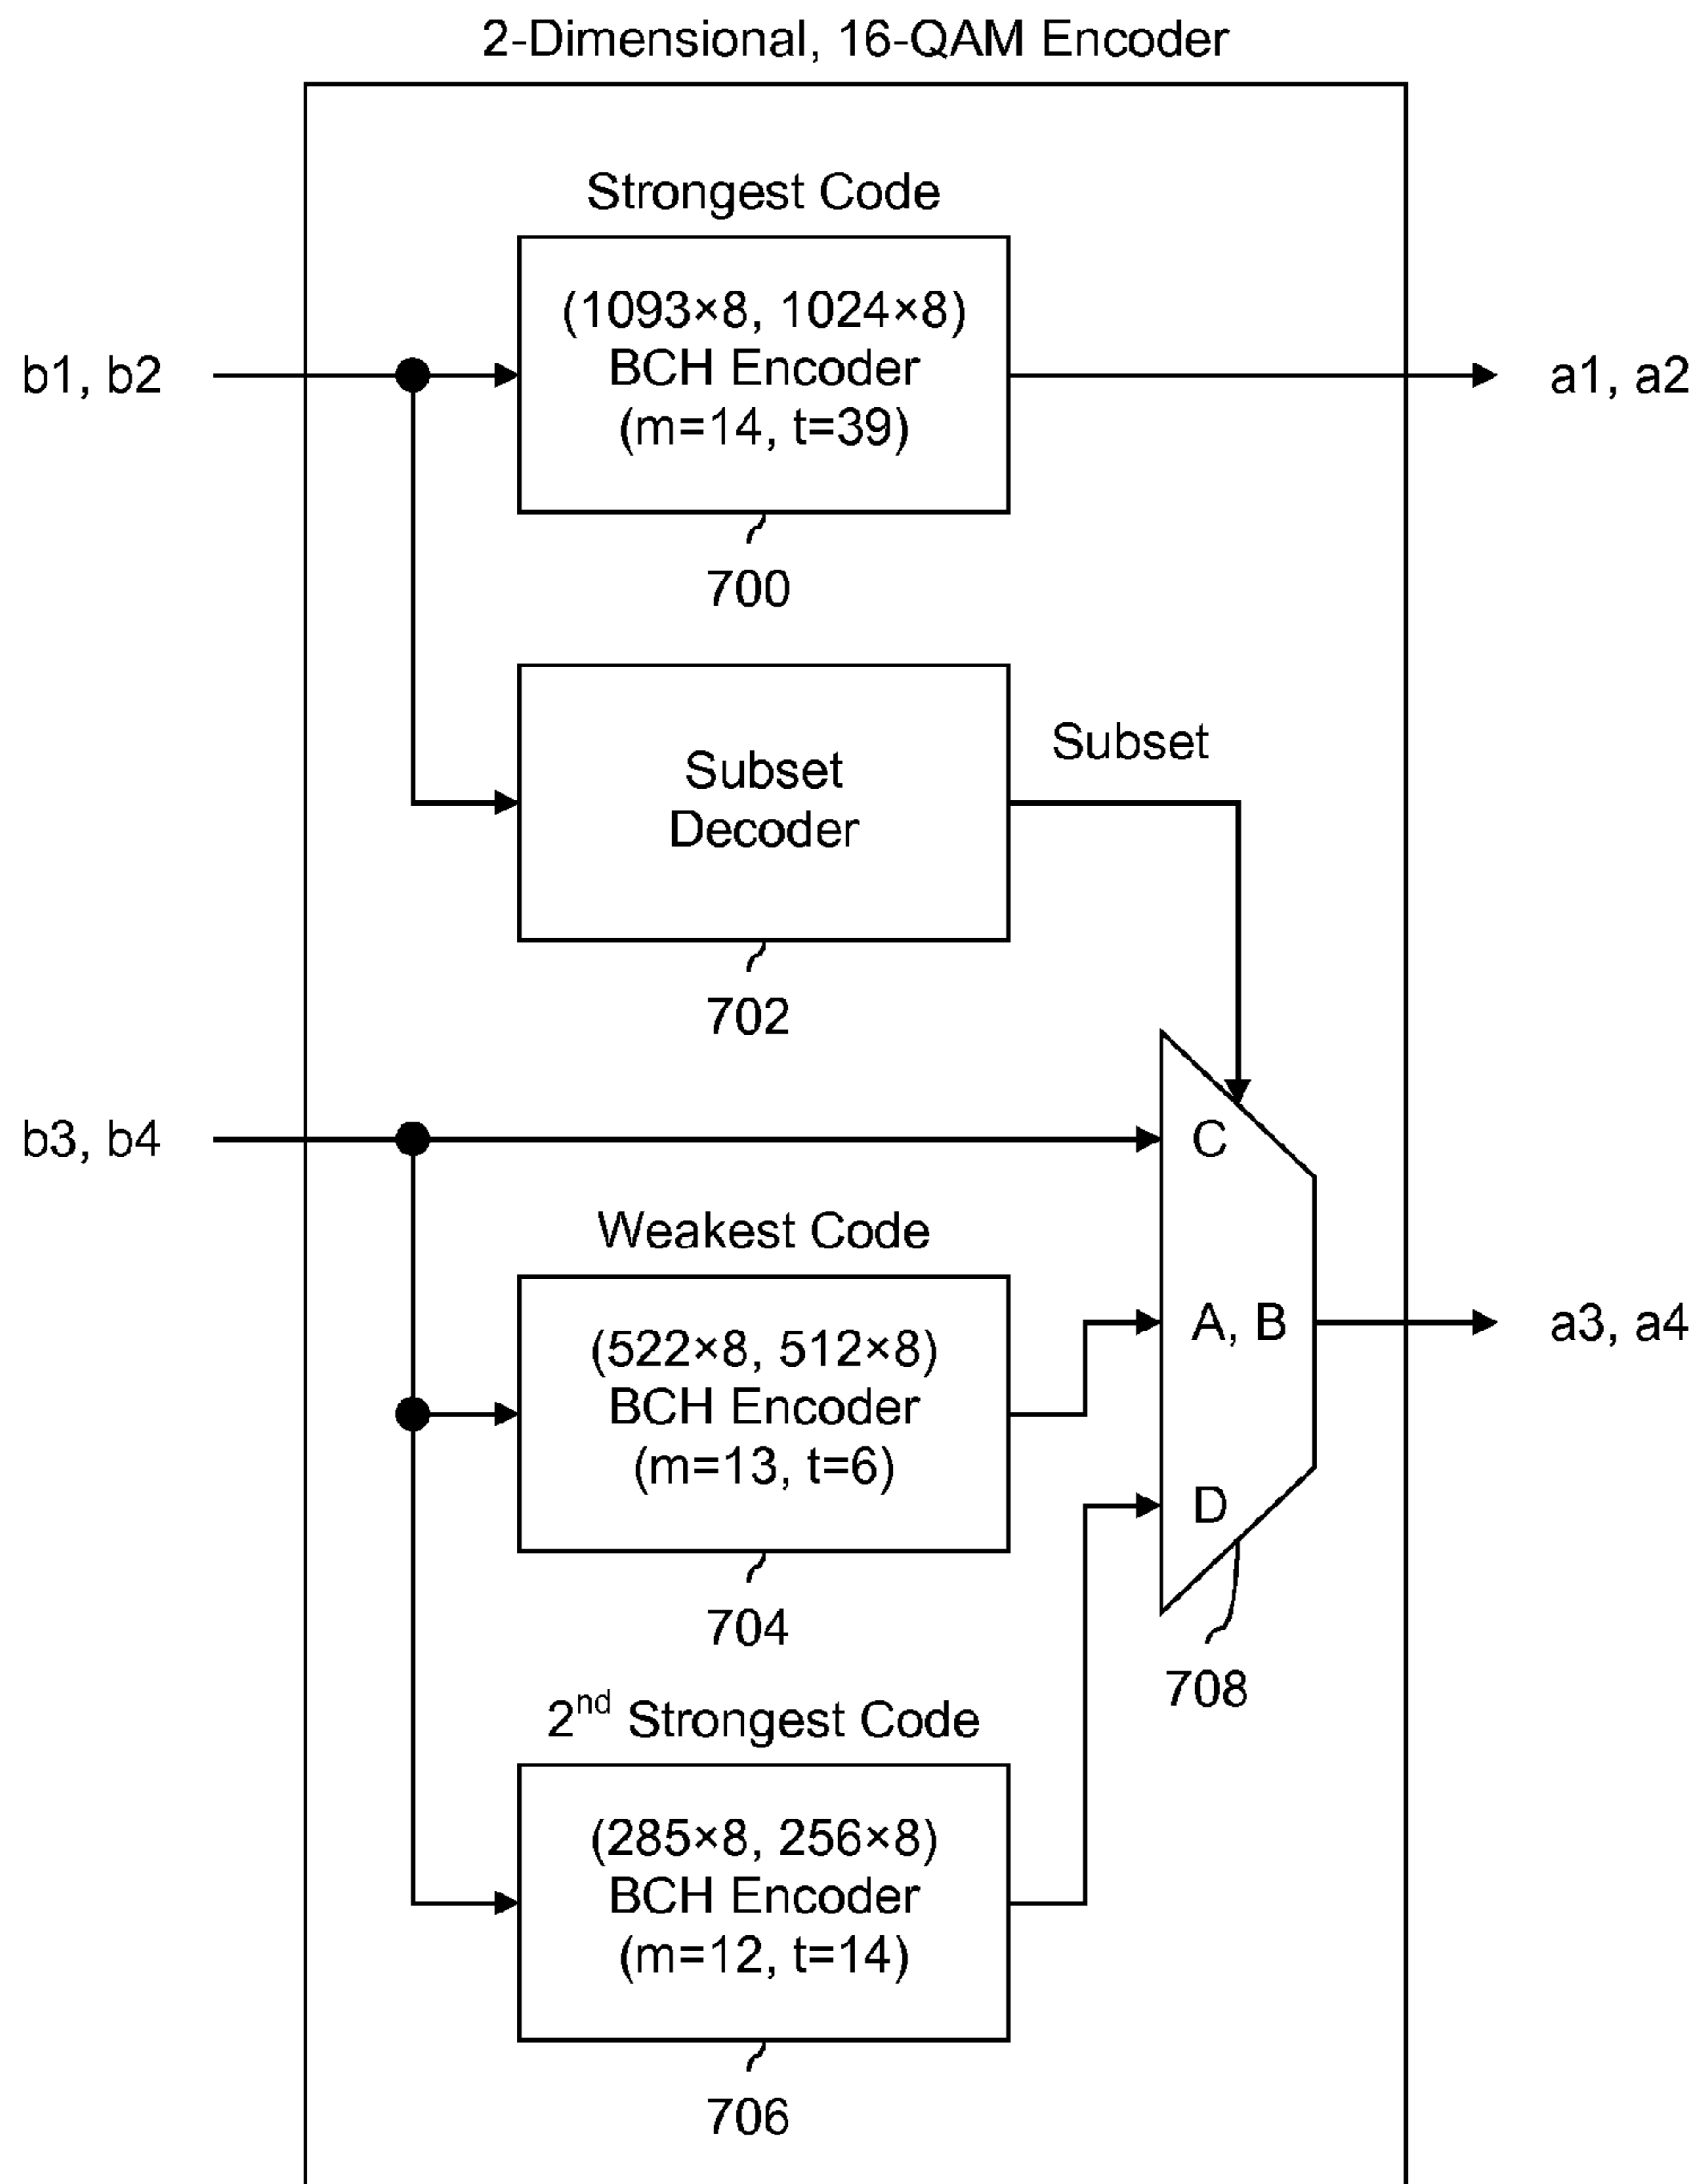 2-Dimensional, 16-QAM Encoder
Strongest Code
(1093×8, 1024×8)
BCH Encoder
(m=14, t=39)
b1, b2
a1, a2
700
Subset
Decoder
Subset
702
b3, b4
C
Weakest Code
(522×8, 512×8)
BCH Encoder
(m=13, t=6)
A, B
a3, a4
D
704
708
2nd Strongest Code
(285×8, 256×8)
BCH Encoder
(m=12, t=14)
706